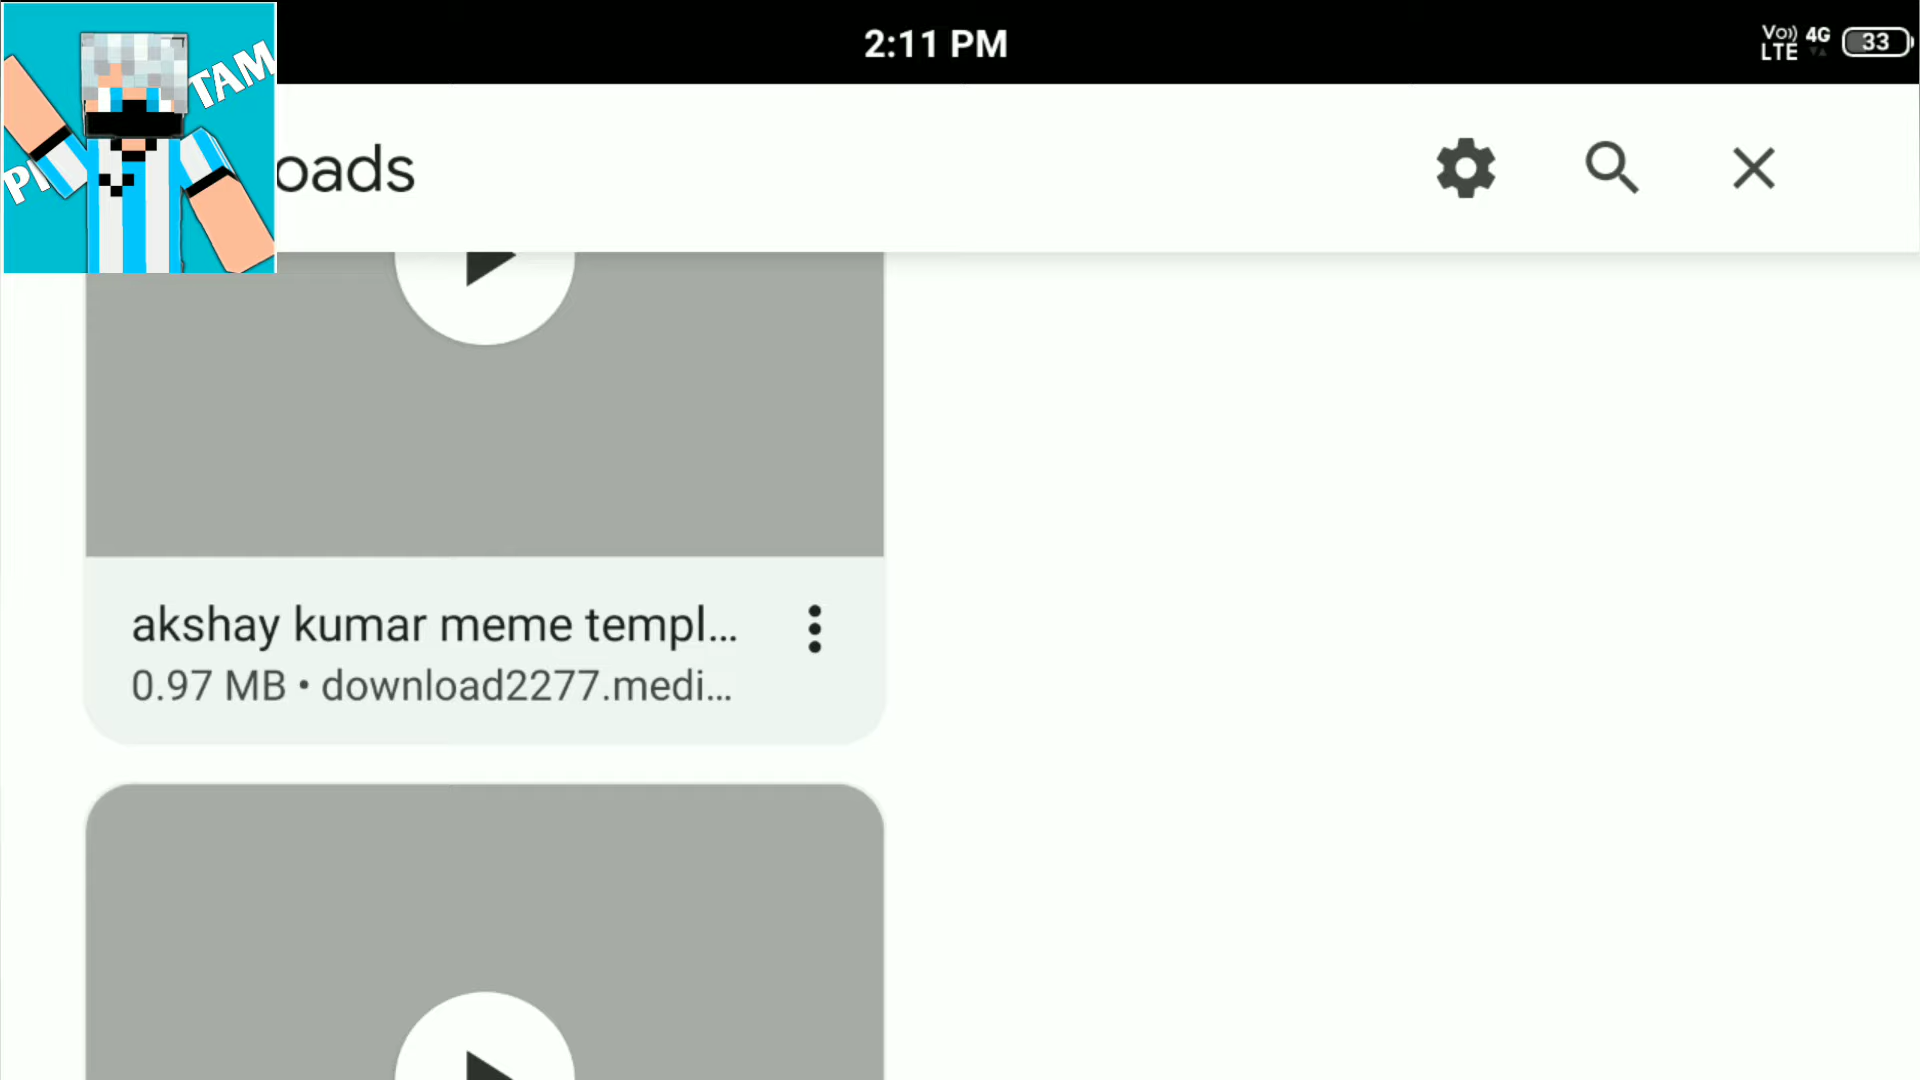 2:11 PM
Vo)) 4G
LTE
33
TAM
oads
akshay kumar meme templ...
0.97 MB • download2277.medi...